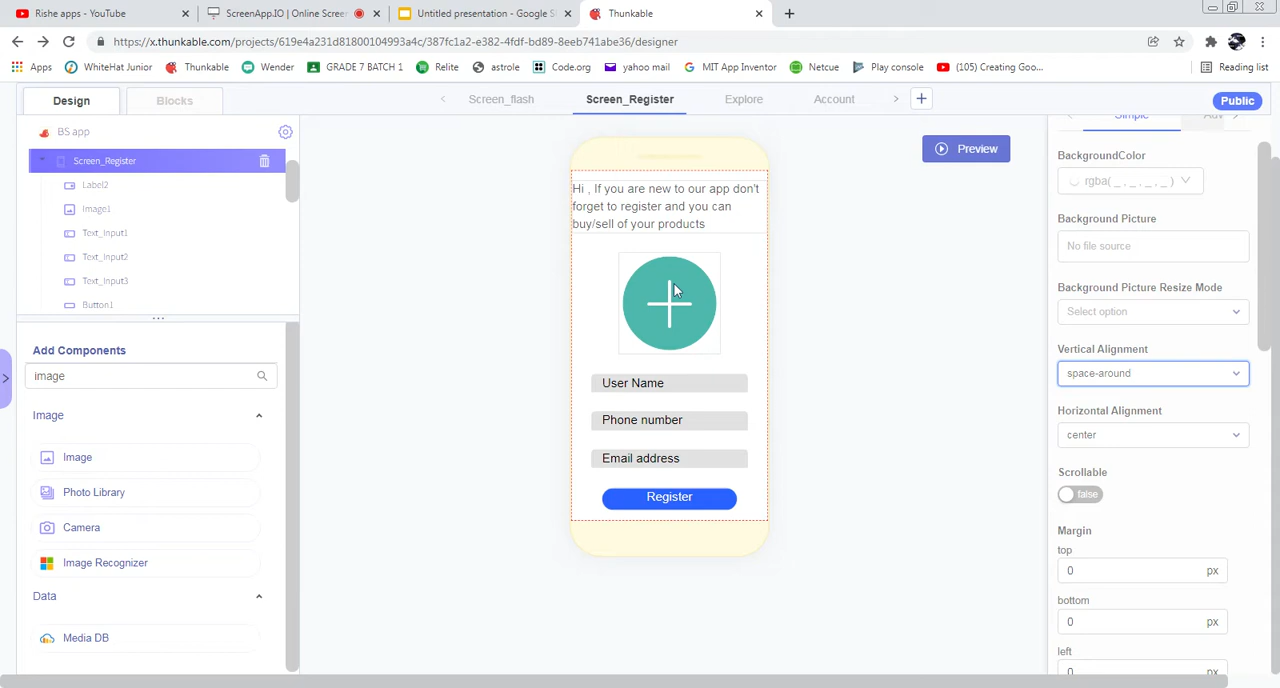 Rishe apps - YouTube
ScreenApp.IO | Online Screen
Untitled presentation - Google S
Thunkable
https://x.thunkable.com/projects/619e4a231d81800104993a4c/387fc1a2-e382-4fdf-bd89-8eeb741abe36/designer
Apps
WhiteHat Junior
Thunkable
Wender
GRADE 7 BATCH 1
Relite
astrole
Code.org
yahoo mail
MIT App Inventor
Netcue
Play console
(105) Creating Goo...
Reading list
Design
Blocks
Screen_flash
Screen_Register
Explore
Account
Public
BS app
Screen_Register
Label2
Image1
Text_Input1
Text_Input2
Text_Input3
Button1
Add Components
image
Image
Image
Photo Library
Camera
Image Recognizer
Data
Media DB
Preview
Hi , If you are new to our app don't
forget to register and you can
buy/sell of your products
User Name
Phone number
Email address
Register
Simple
BackgroundColor
rgba( _ , _ , _ , _ )
Background Picture
No file source
Background Picture Resize Mode
Select option
Vertical Alignment
space-around
Horizontal Alignment
center
Scrollable
false
Margin
top
0 px
bottom
0 px
left
0 px